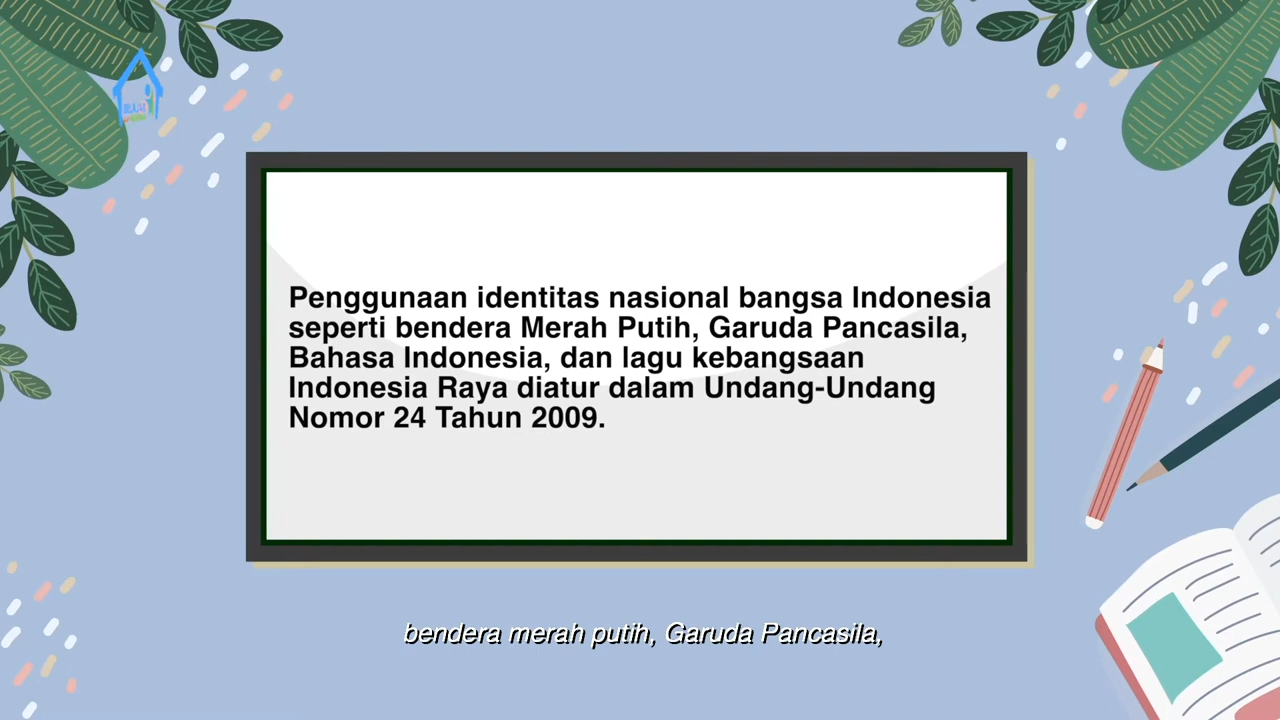 Penggunaan identitas nasional bangsa Indonesia
seperti bendera Merah Putih, Garuda Pancasila,
Bahasa Indonesia, dan lagu kebangsaan
Indonesia Raya diatur dalam Undang-Undang
Nomor 24 Tahun 2009.
bendera merah putih, Garuda Pancasila,